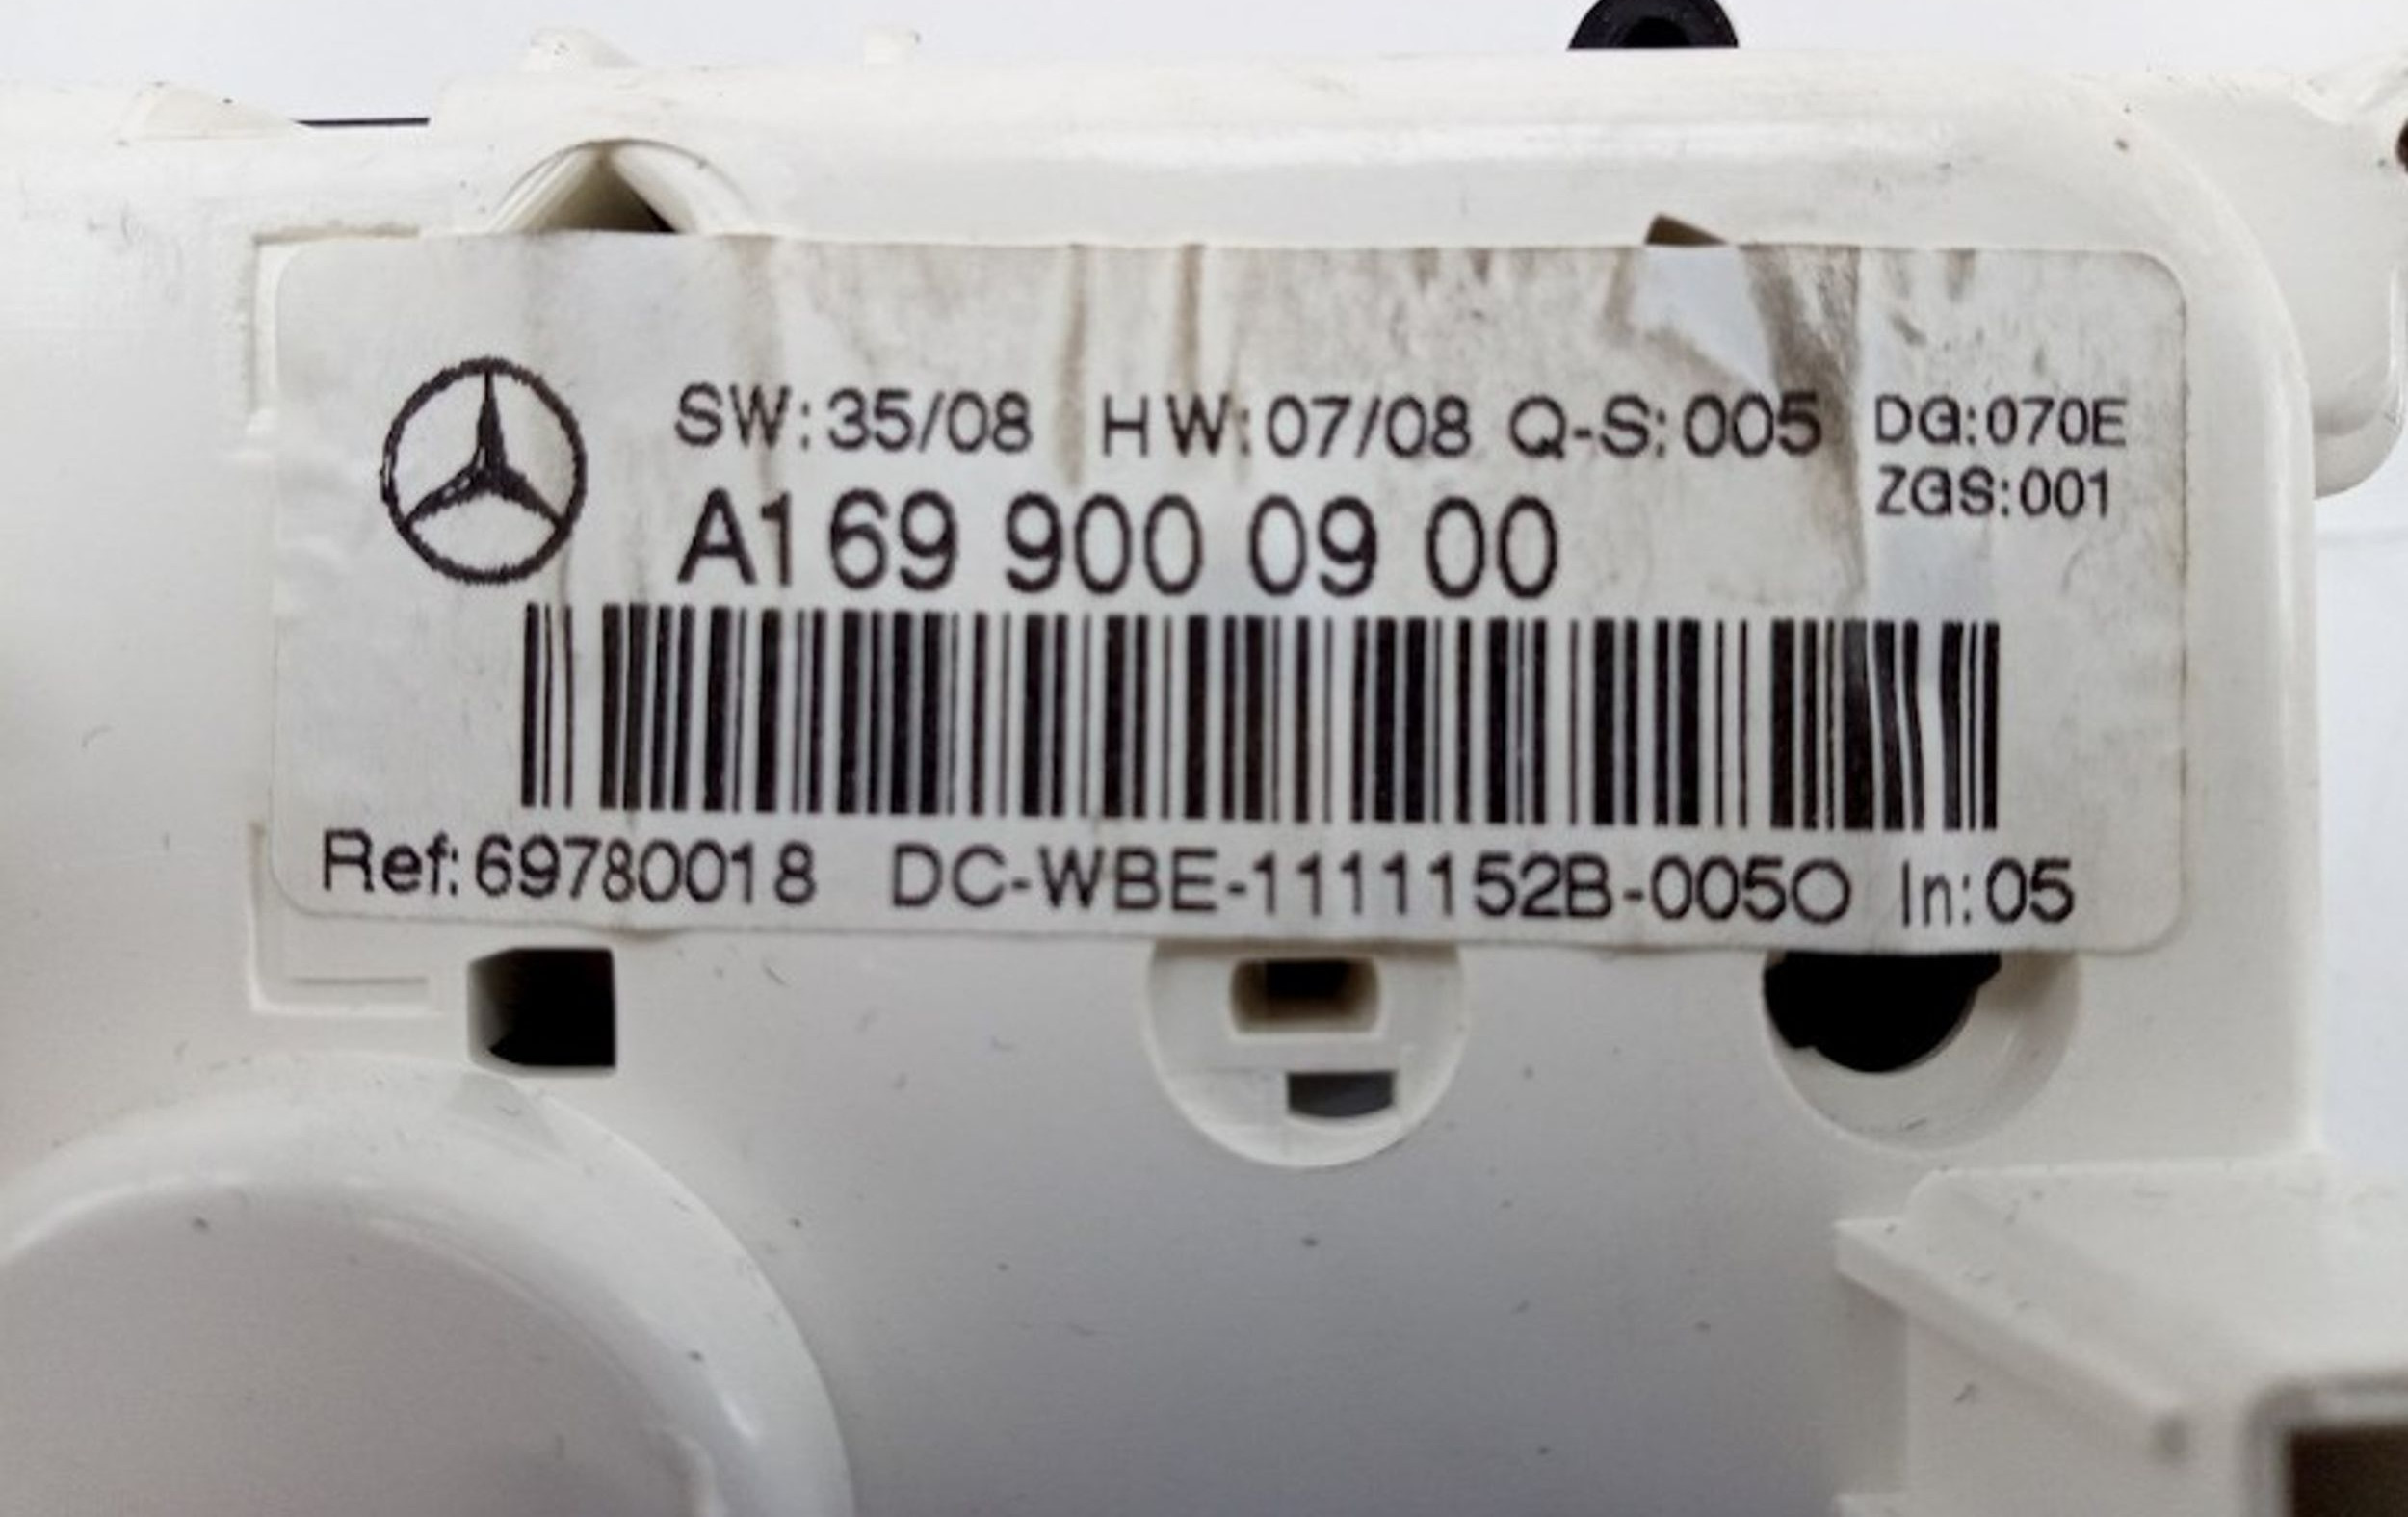 SW:35/08 HW:07/08 Q-S:005 DG:070E
ZGS:001
A169 900 09 00
Ref:69780018 DC-WBE-1111152B-005O In:05